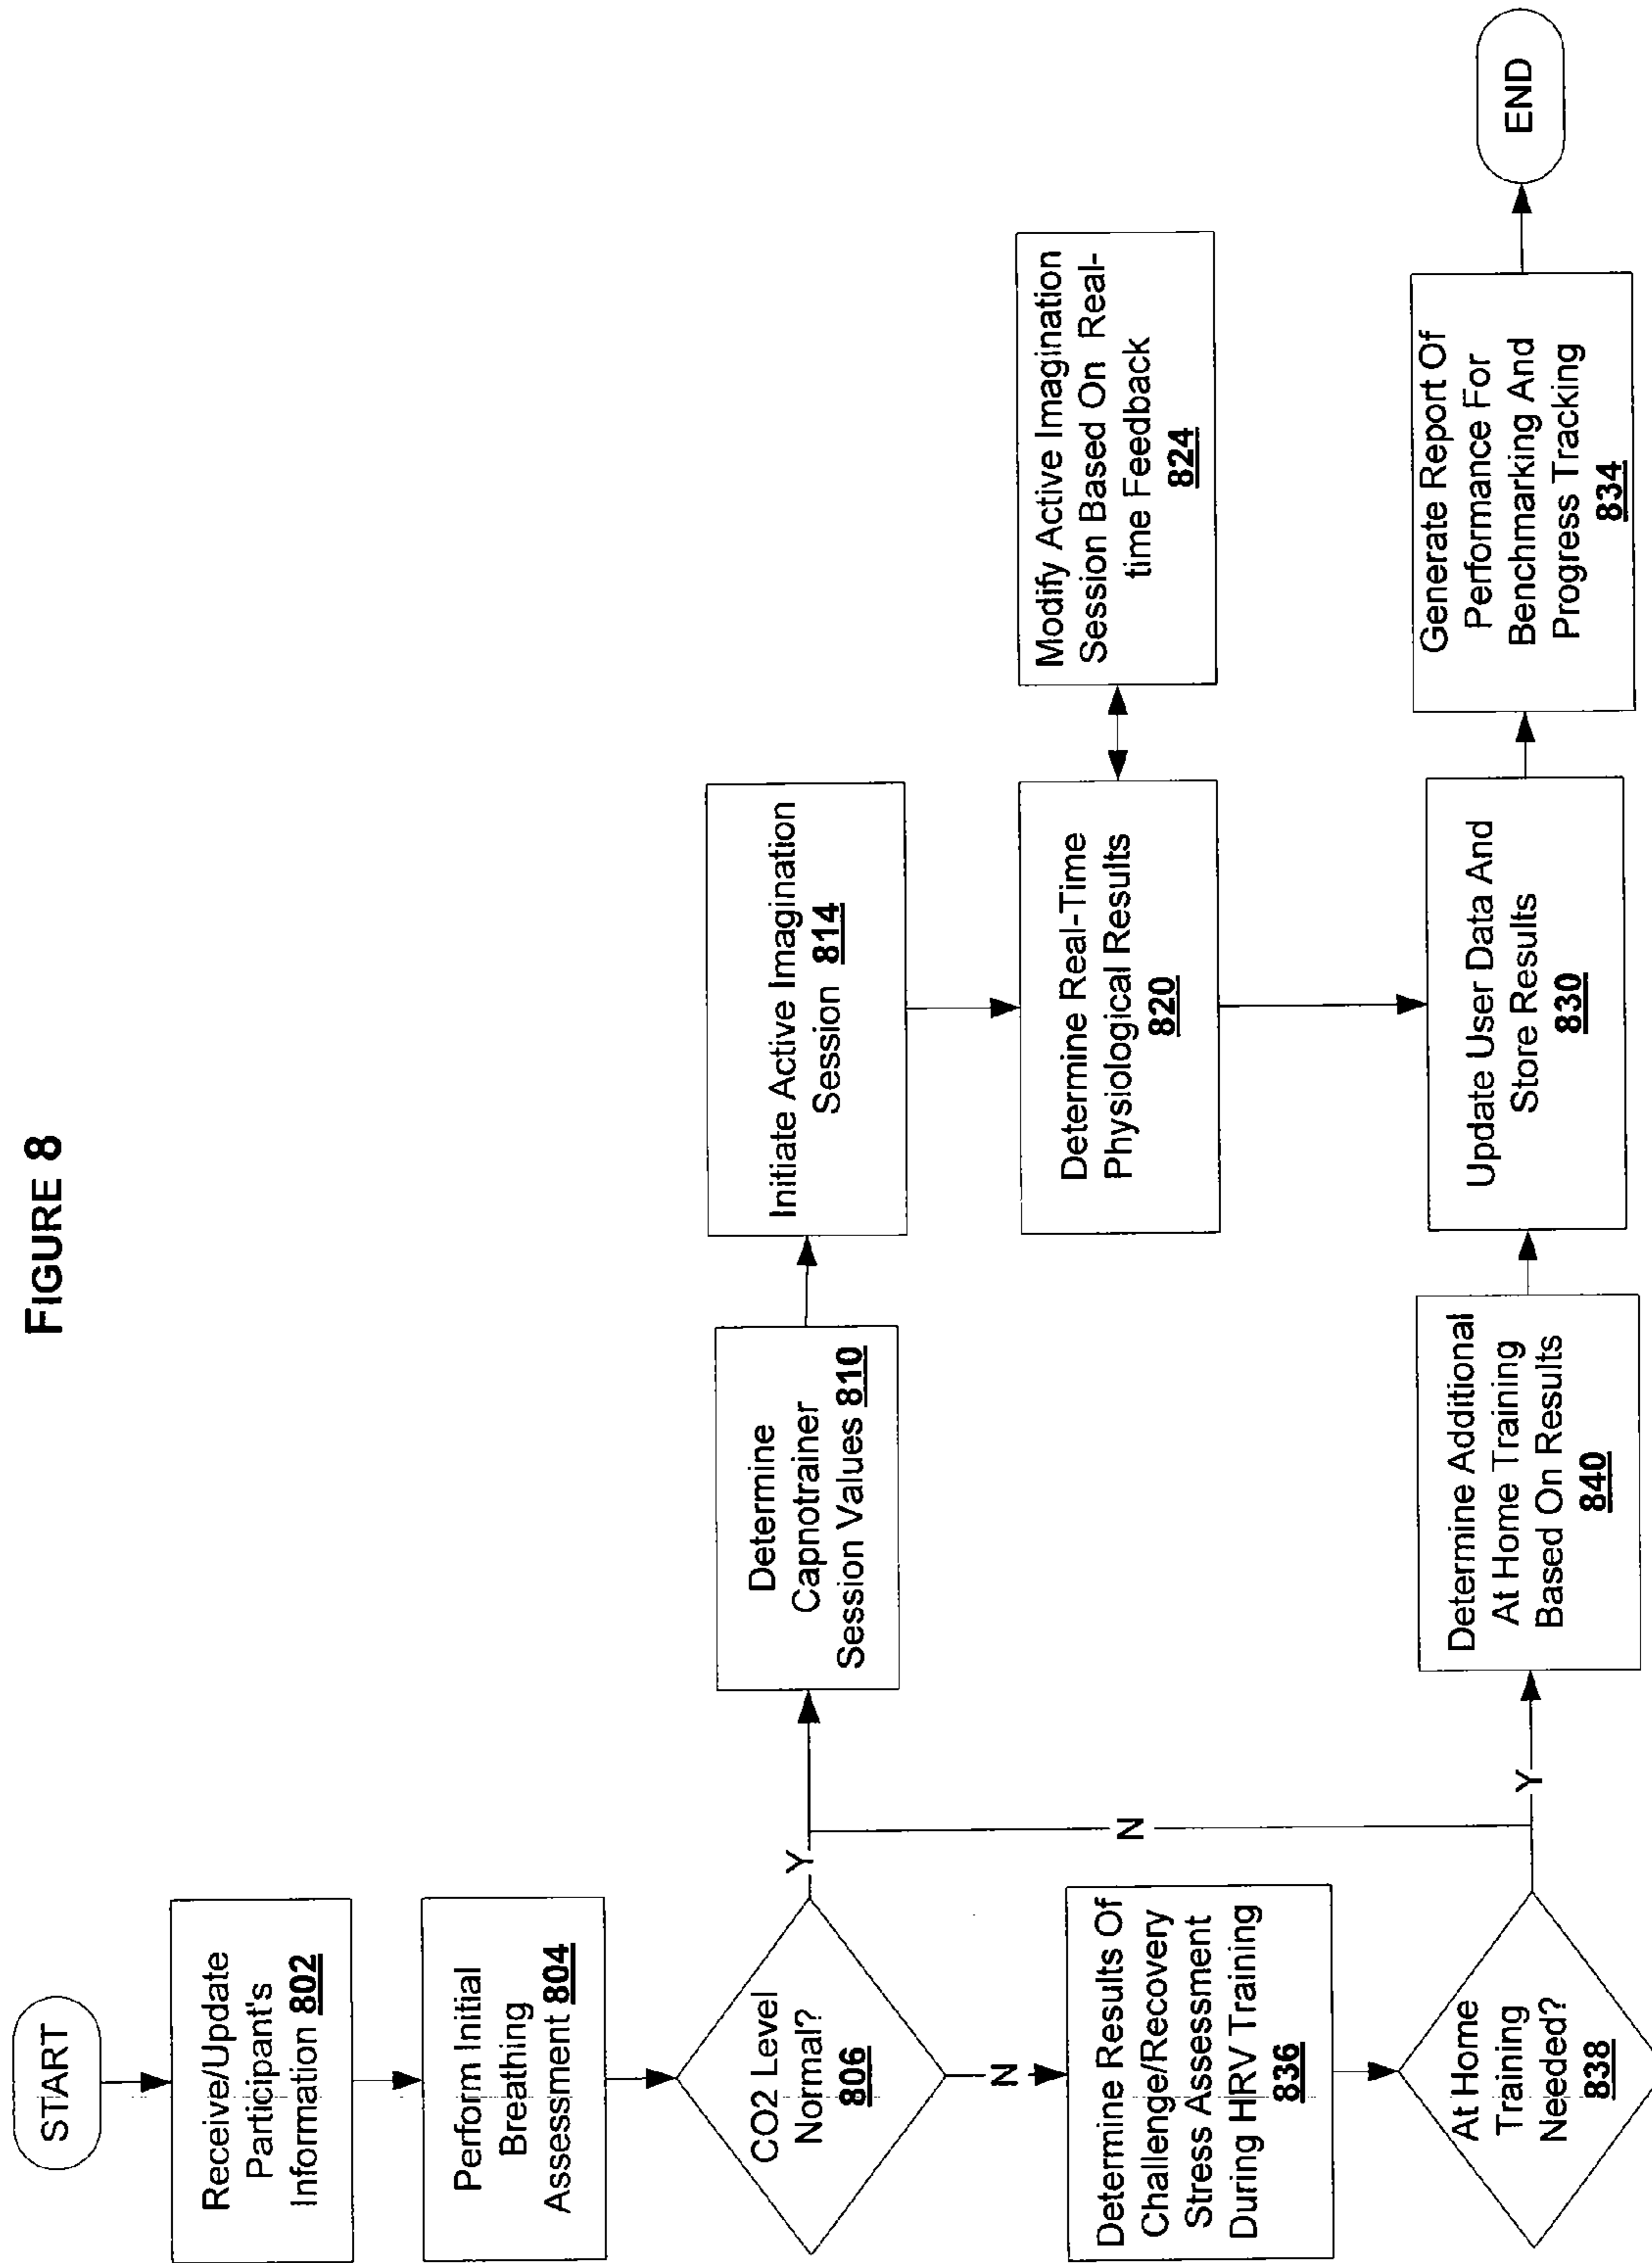 FIGURE 8
START
Receive/Update
Participant's
Information 802
Perform Initial
Breathing
Assessment 804
CO2 Level
Normal?
806
Y
N
Determine
Capnotrainer
Session Values 810
Initiate Active Imagination
Session 814
Determine Real-Time
Physiological Results
820
Modify Active Imagination
Session Based On Real-
time Feedback
824
Determine Results Of
Challenge/Recovery
Stress Assessment
During HRV Training
836
N
At Home
Training
Needed?
838
Y
Determine Additional
At Home Training
Based On Results
840
Update User Data And
Store Results
830
Generate Report Of
Performance For
Benchmarking And
Progress Tracking
834
END